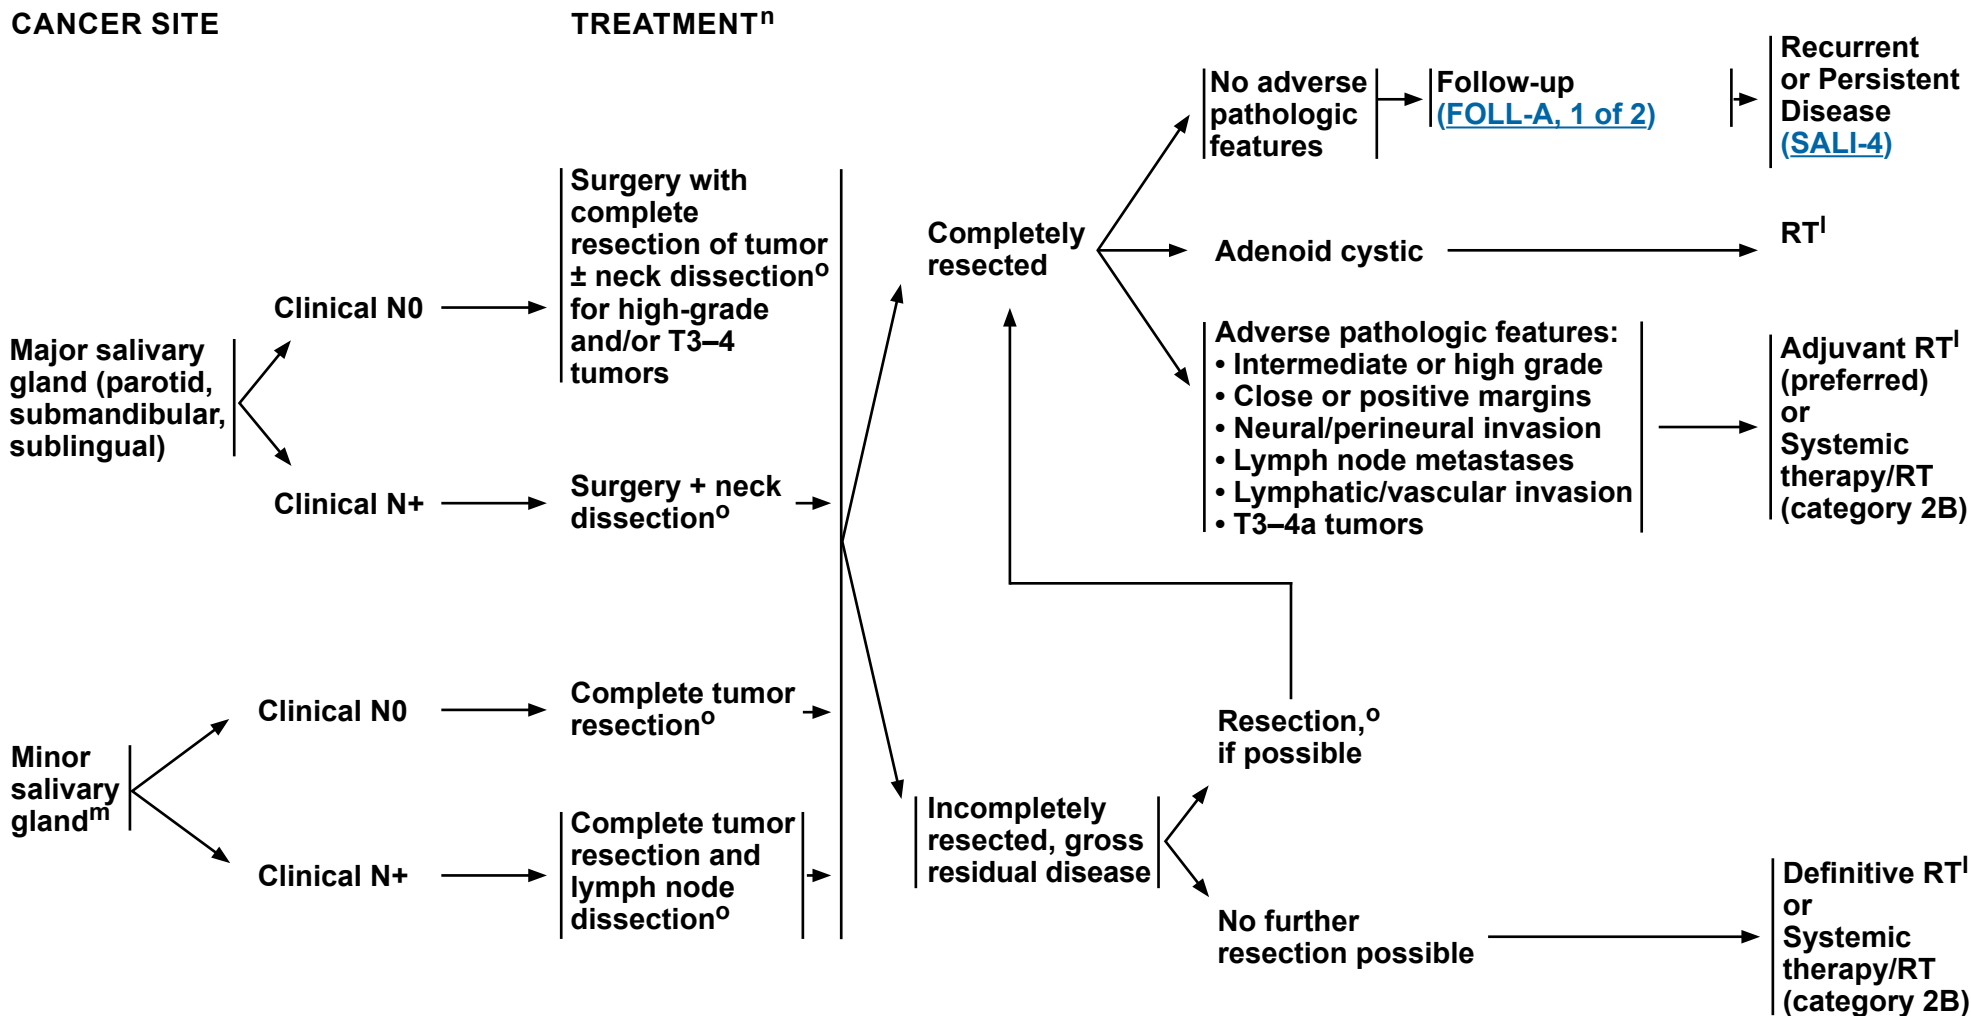 CANCER SITE
TREATMENTn
Major salivary
gland (parotid,
submandibular,
sublingual)
Clinical N0
Surgery with
complete
resection of tumor
± neck dissectiono
for high-grade
and/or T3–4
tumors
Clinical N+
Surgery + neck
dissectiono
Minor
salivary
glandm
Clinical N0
Complete tumor
resectiono
Clinical N+
Complete tumor
resection and
lymph node
dissectiono
Completely
resected
No adverse
pathologic
features
Follow-up
(FOLL-A, 1 of 2)
Recurrent
or Persistent
Disease
(SALI-4)
Adenoid cystic
RTl
Adverse pathologic features:
• Intermediate or high grade
• Close or positive margins
• Neural/perineural invasion
• Lymph node metastases
• Lymphatic/vascular invasion
• T3–4a tumors
Adjuvant RTl
(preferred)
or
Systemic
therapy/RT
(category 2B)
Incompletely
resected, gross
residual disease
Resection,o
if possible
No further
resection possible
Definitive RTl
or
Systemic
therapy/RT
(category 2B)